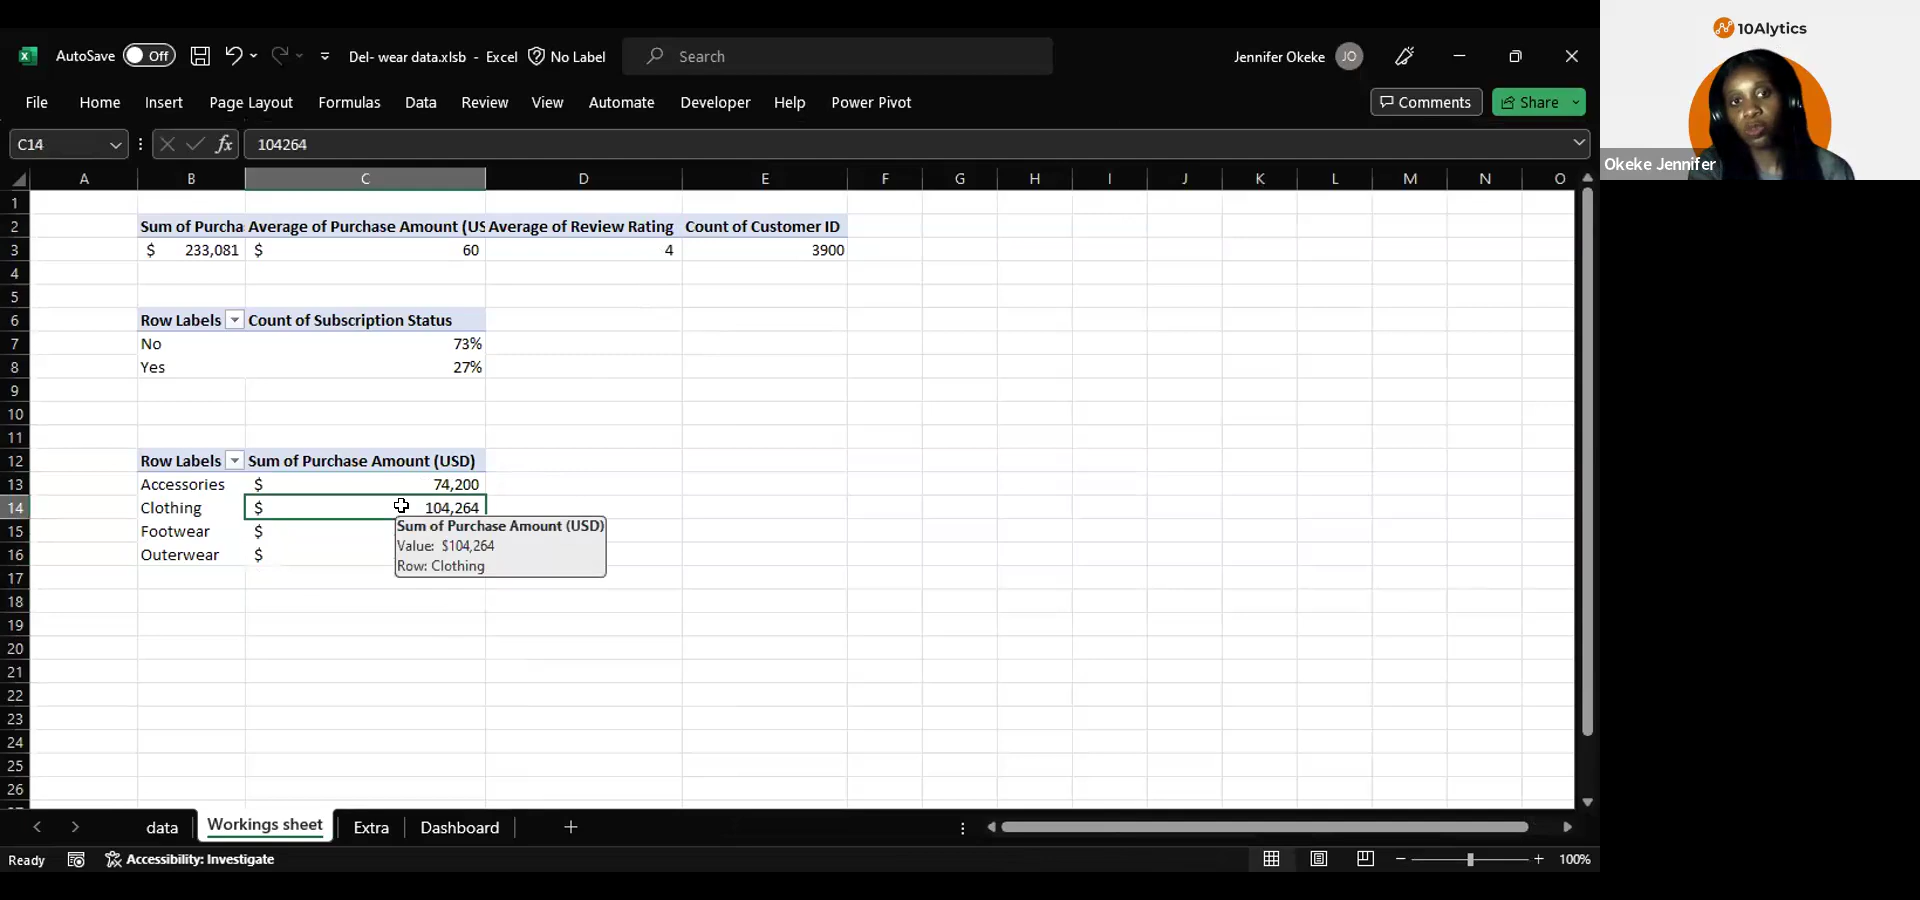 AutoSave Off Del- wear data.xlsb - Excel No Label Search Jennifer Okeke JO
File Home Insert Page Layout Formulas Data Review View Automate Developer Help Power Pivot Comments Share
C14 fx 104264
A B C D E F G H I J K L M N O
1
2 Sum of Purcha Average of Purchase Amount (US Average of Review Rating Count of Customer ID
3 $ 233,081 $ 60 4 3900
4
5
6 Row Labels Count of Subscription Status
7 No 73%
8 Yes 27%
9
10
11
12 Row Labels Sum of Purchase Amount (USD)
13 Accessories $ 74,200
14 Clothing $ 104,264
15 Footwear $
16 Outerwear $
Sum of Purchase Amount (USD)
Value: $104,264
Row: Clothing
17
18
19
20
21
22
23
24
25
26
data Workings sheet Extra Dashboard
Ready Accessibility: Investigate 100%
10Alytics
Okeke Jennifer